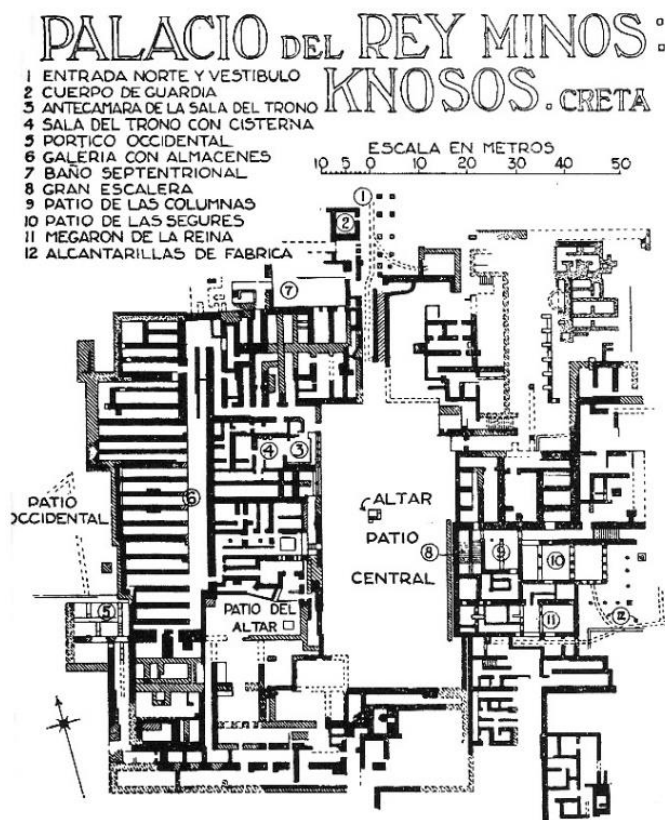 PALACIO DEL REY MINOS:
KNOSOS. CRETA
1 ENTRADA NORTE Y VESTIBULO
2 CUERPO DE GUARDIA
3 ANTECAMARA DE LA SALA DEL TRONO
4 SALA DEL TRONO CON CISTERNA
5 PORTICO OCCIDENTAL
6 GALERIA CON ALMACENES
7 BAÑO SEPTENTRIONAL
8 GRAN ESCALERA
9 PATIO DE LAS COLUMNAS
10 PATIO DE LAS SEGURES
11 MEGARON DE LA REINA
12 ALCANTARILLAS DE FABRICA
ESCALA EN METROS
10 5 0 10 20 30 40 50
1
2
7
4 3
6
PATIO
OCCIDENTAL
ALTAR
PATIO
CENTRAL
8
9
10
5
PATIO DEL
ALTAR
11
12